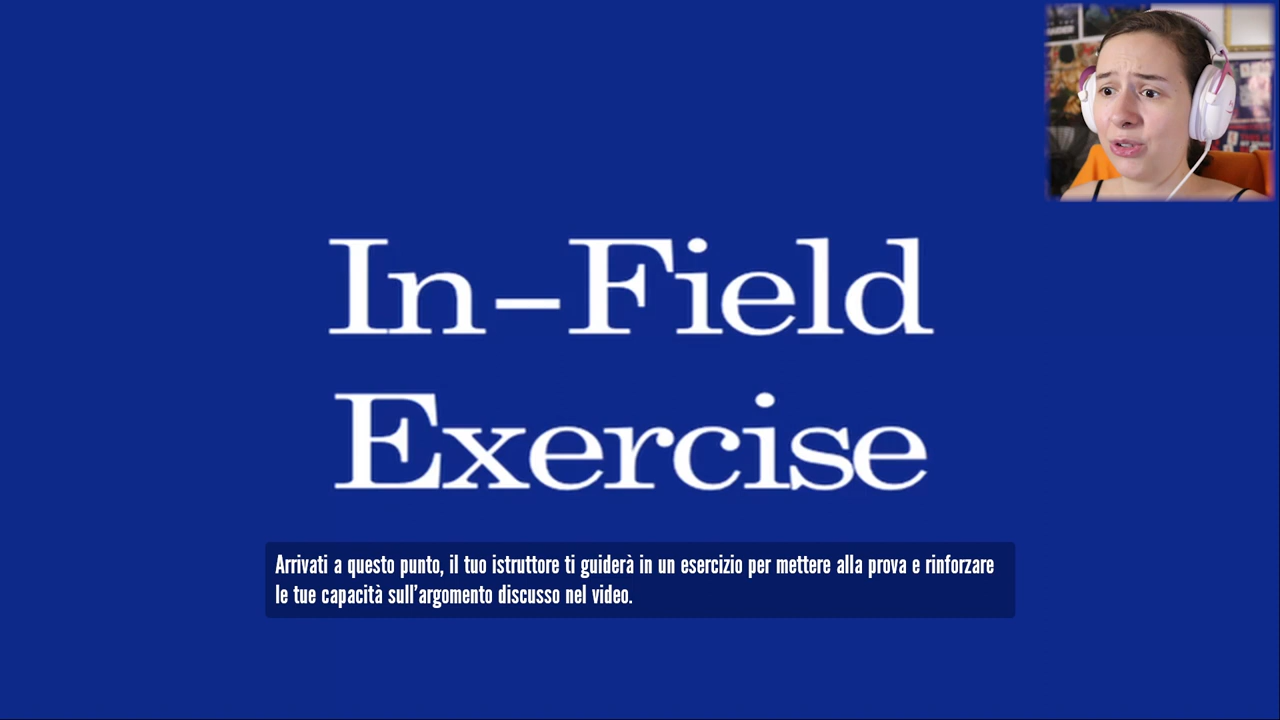 In-Field
Exercise
Arrivati a questo punto, il tuo istruttore ti guiderà in un esercizio per mettere alla prova e rinforzare
le tue capacità sull'argomento discusso nel video.